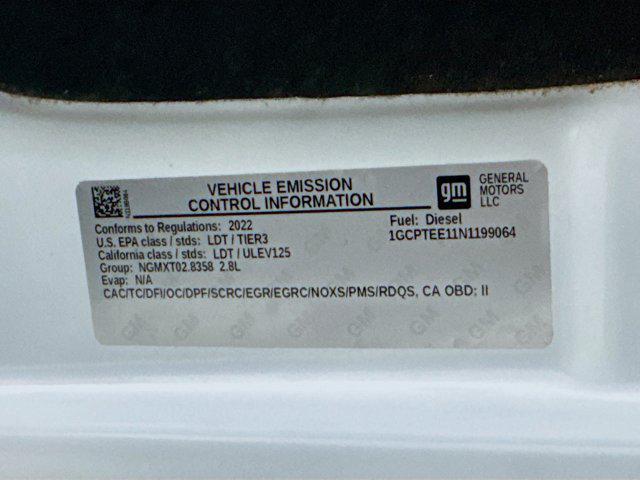 VEHICLE EMISSION
CONTROL INFORMATION
gm
GENERAL
MOTORS
LLC
Conforms to Regulations: 2022
U.S. EPA class / stds: LDT / TIER3
California class / stds: LDT / ULEV125
Group: NGMXT02.8358 2.8L
Evap: N/A
Fuel: Diesel
1GCPTEE11N1199064
CAC/TC/DFI/OC/DPF/SCRC/EGR/EGRC/NOXS/PMS/RDQS, CA OBD: II